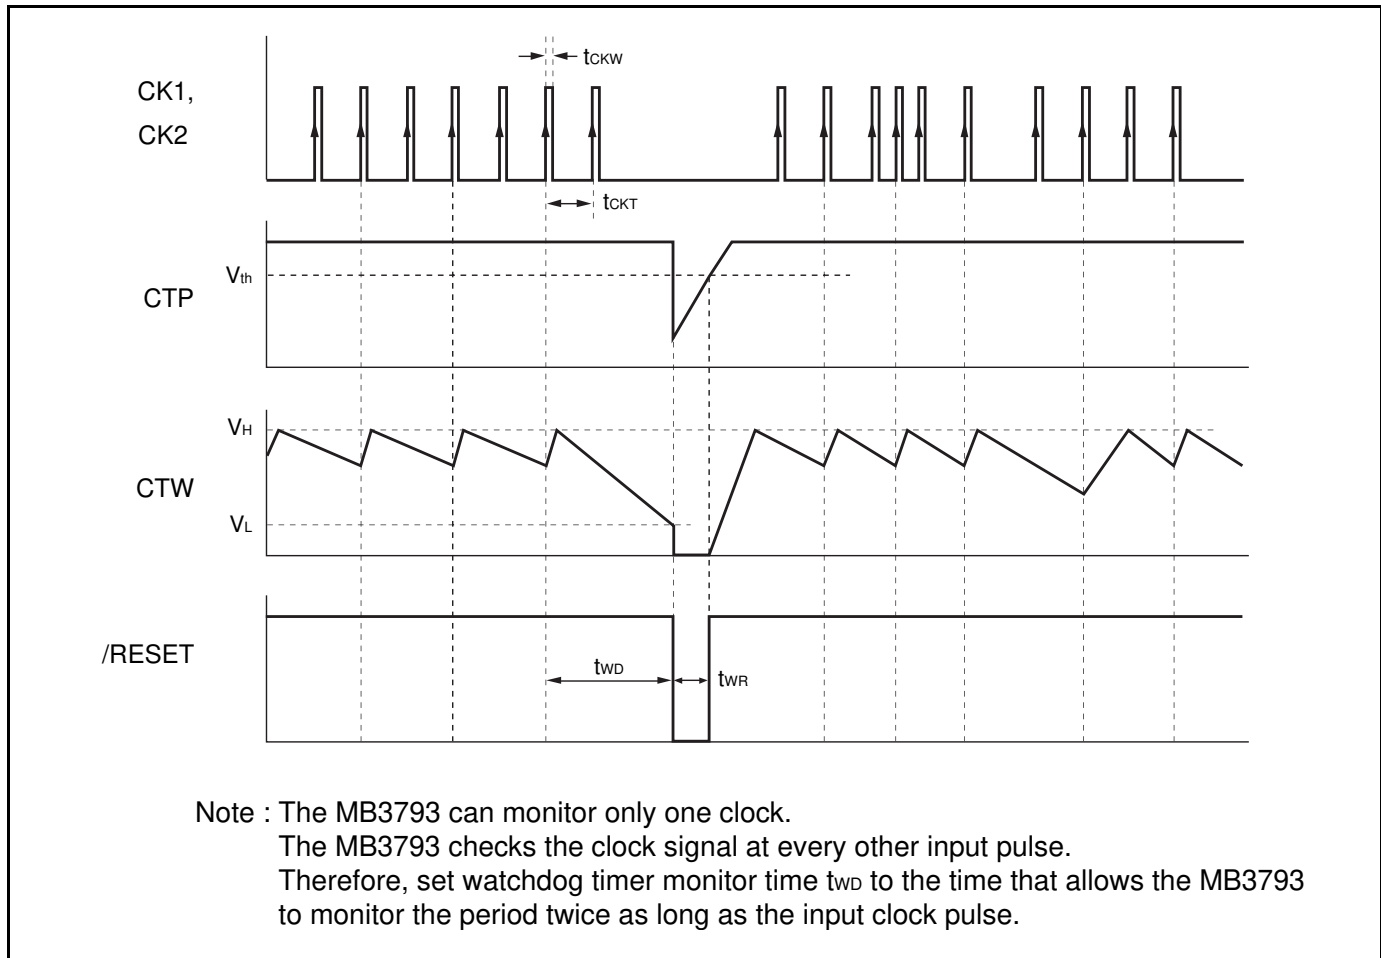 tCKW
CK1,
CK2
tCKT
Vth
CTP
VH
CTW
VL
/RESET
tWD
tWR
Note : The MB3793 can monitor only one clock.
The MB3793 checks the clock signal at every other input pulse.
Therefore, set watchdog timer monitor time tWD to the time that allows the MB3793
to monitor the period twice as long as the input clock pulse.